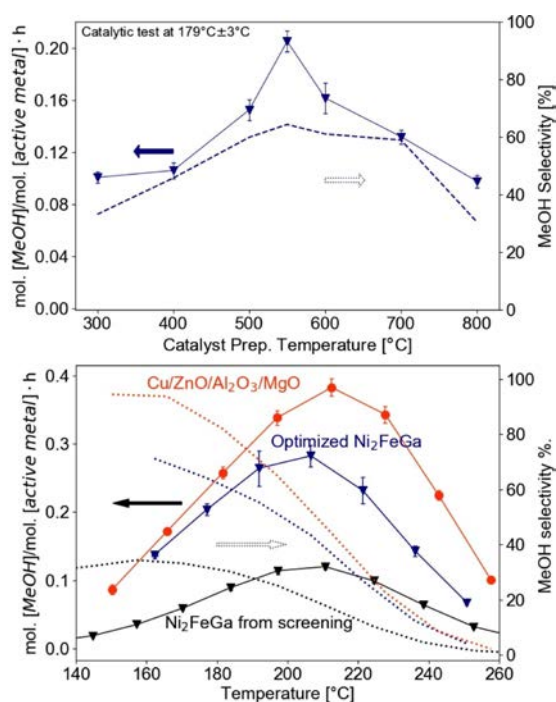 Catalytic test at 179°C±3°C
mol. [MeOH]/mol. [active metal] · h
0.20
0.16
0.12
0.08
0.04
0.00
100
80
60
40
20
0
MeOH Selectivity [%]
300 400 500 600 700 800
Catalyst Prep. Temperature [°C]
Cu/ZnO/Al₂O₃/MgO
Optimized Ni₂FeGa
Ni₂FeGa from screening
mol. [MeOH]/mol. [active metal] · h
0.4
0.3
0.2
0.1
0.0
100
80
60
40
20
0
MeOH selectivity %.
140 160 180 200 220 240 260
Temperature [°C]